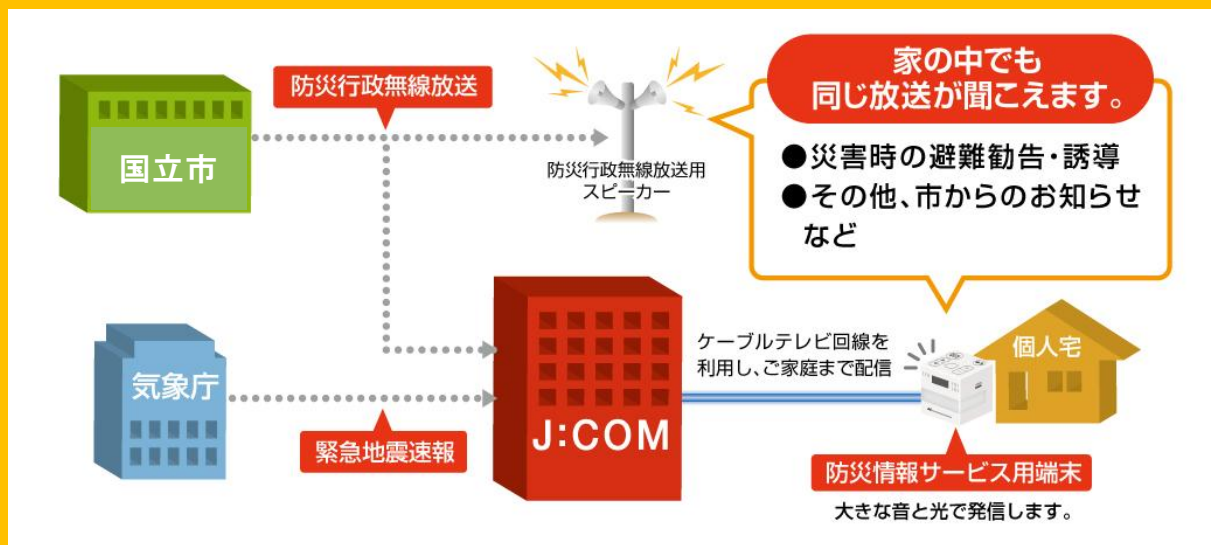 国立市
防災行政無線放送
防災行政無線放送用
スピーカー
家の中でも
同じ放送が聞こえます。
●災害時の避難勧告・誘導
●その他、市からのお知らせ
など
気象庁
緊急地震速報
J:COM
ケーブルテレビ回線を
利用し、ご家庭まで配信
個人宅
防災情報サービス用端末
大きな音と光で発信します。